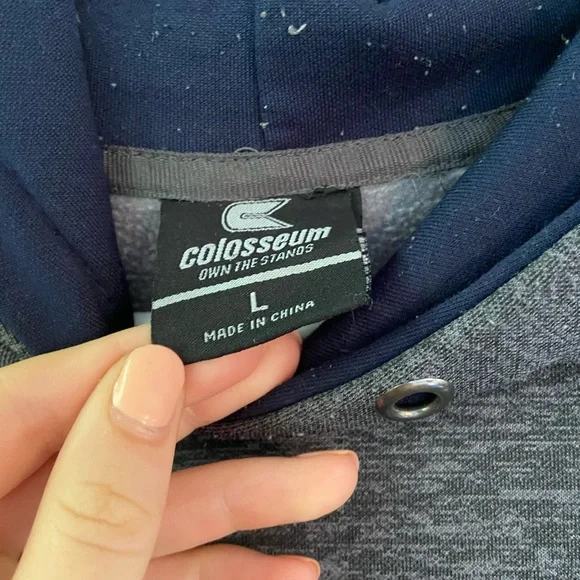 colosseum
OWN THE STANDS
L
MADE IN CHINA